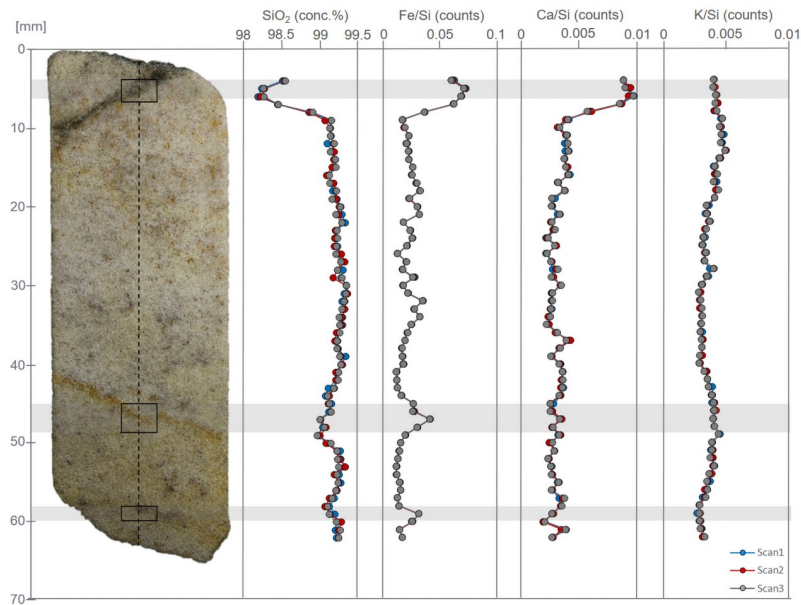 SiO₂ (conc.%) Fe/Si (counts) Ca/Si (counts) K/Si (counts)
[mm] 98 98.5 99 99.5 0 0.05 0.1 0 0.005 0.01 0 0.005 0.01
0
10
20
30
40
50
60
70
Scan1
Scan2
Scan3